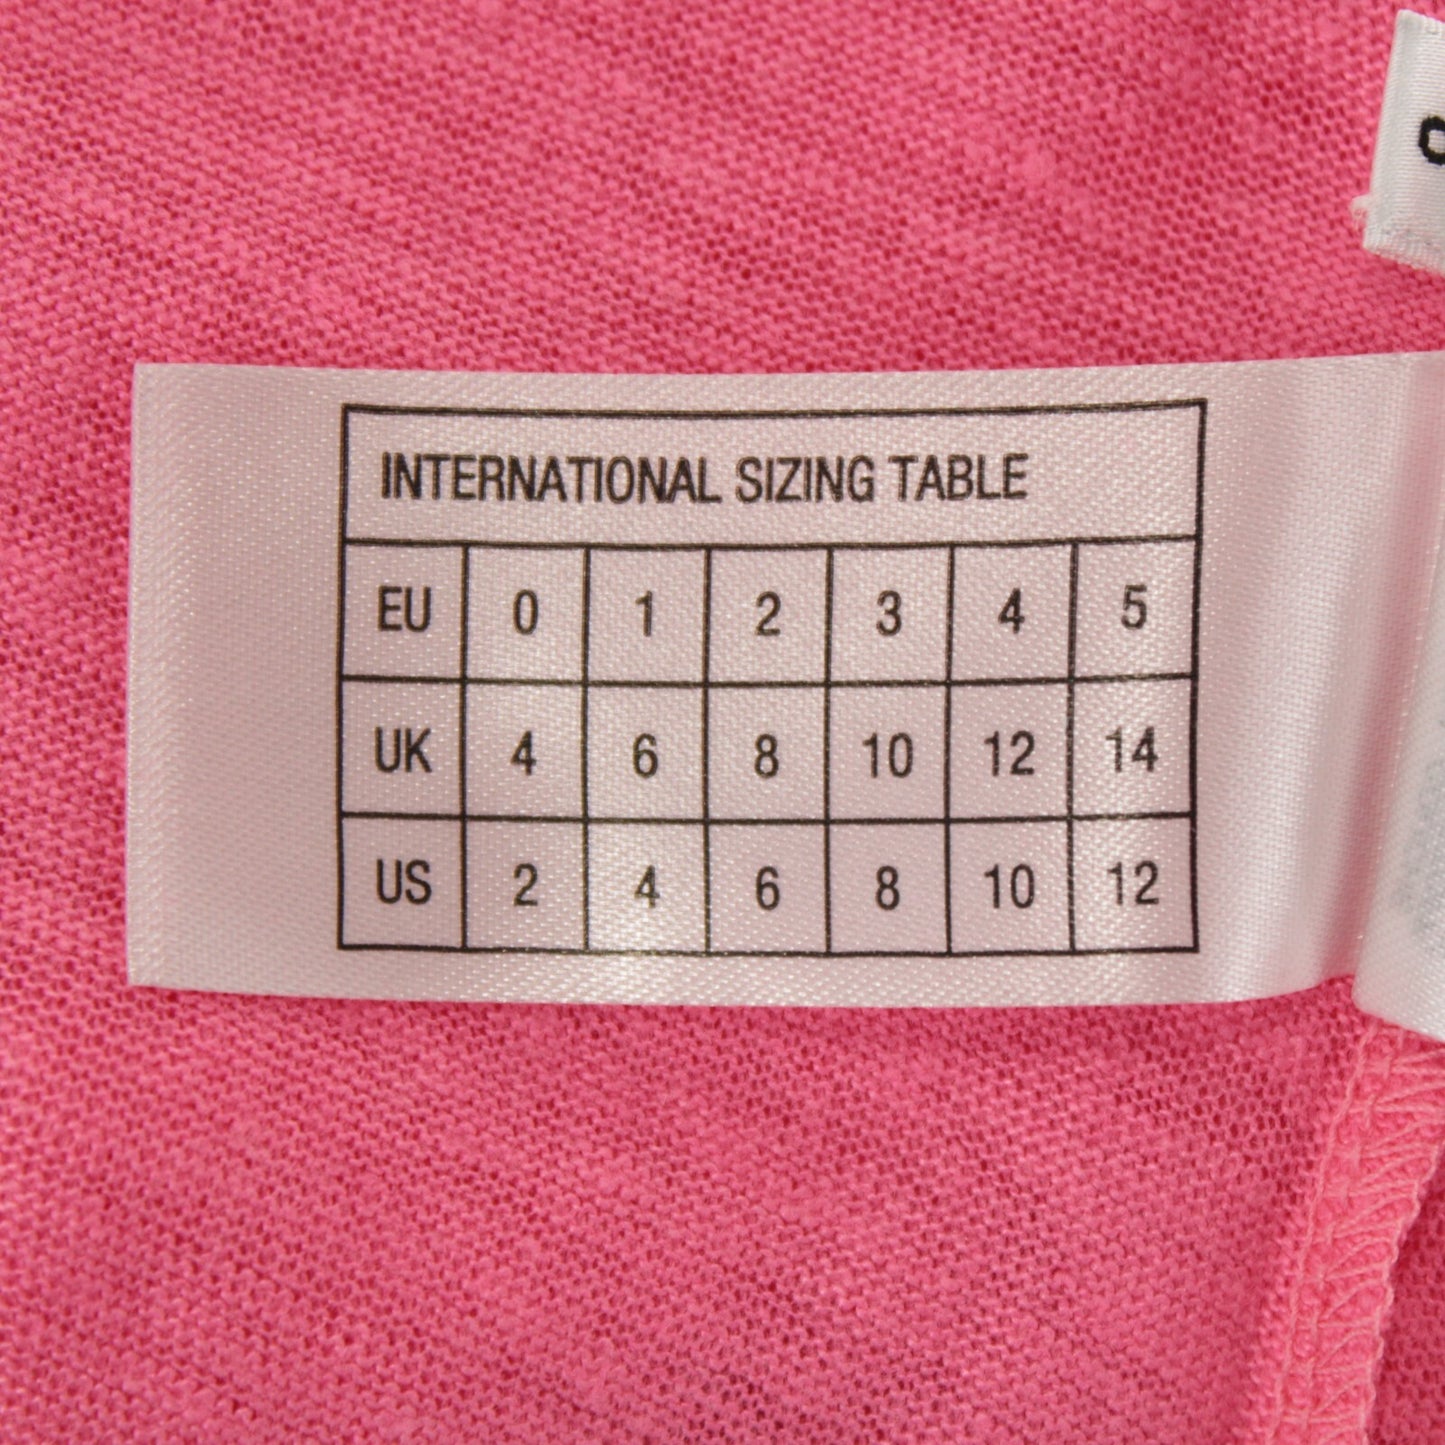 INTERNATIONAL SIZING TABLE
EU 0 1 2 3 4 5
UK 4 6 8 10 12 14
US 2 4 6 8 10 12